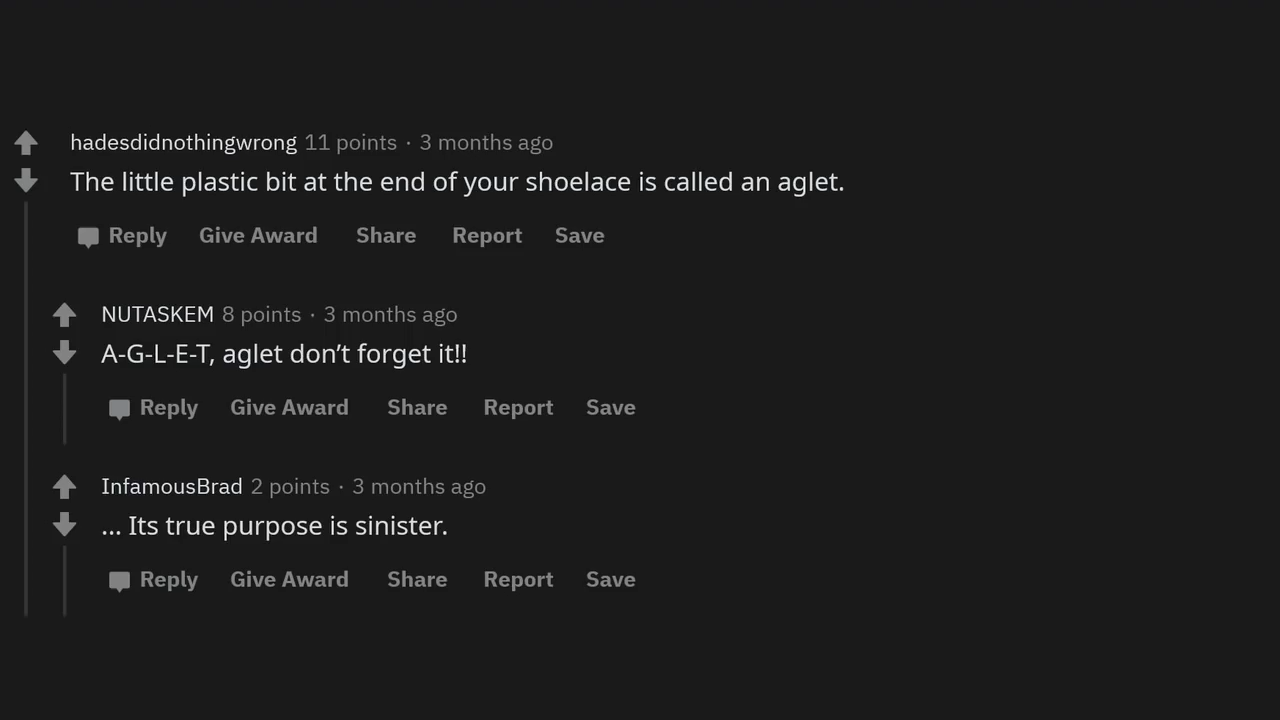 hadesdidnothingwrong 11 points · 3 months ago
The little plastic bit at the end of your shoelace is called an aglet.
Reply Give Award Share Report Save
NUTASKEM 8 points · 3 months ago
A-G-L-E-T, aglet don’t forget it!!
Reply Give Award Share Report Save
InfamousBrad 2 points · 3 months ago
... Its true purpose is sinister.
Reply Give Award Share Report Save